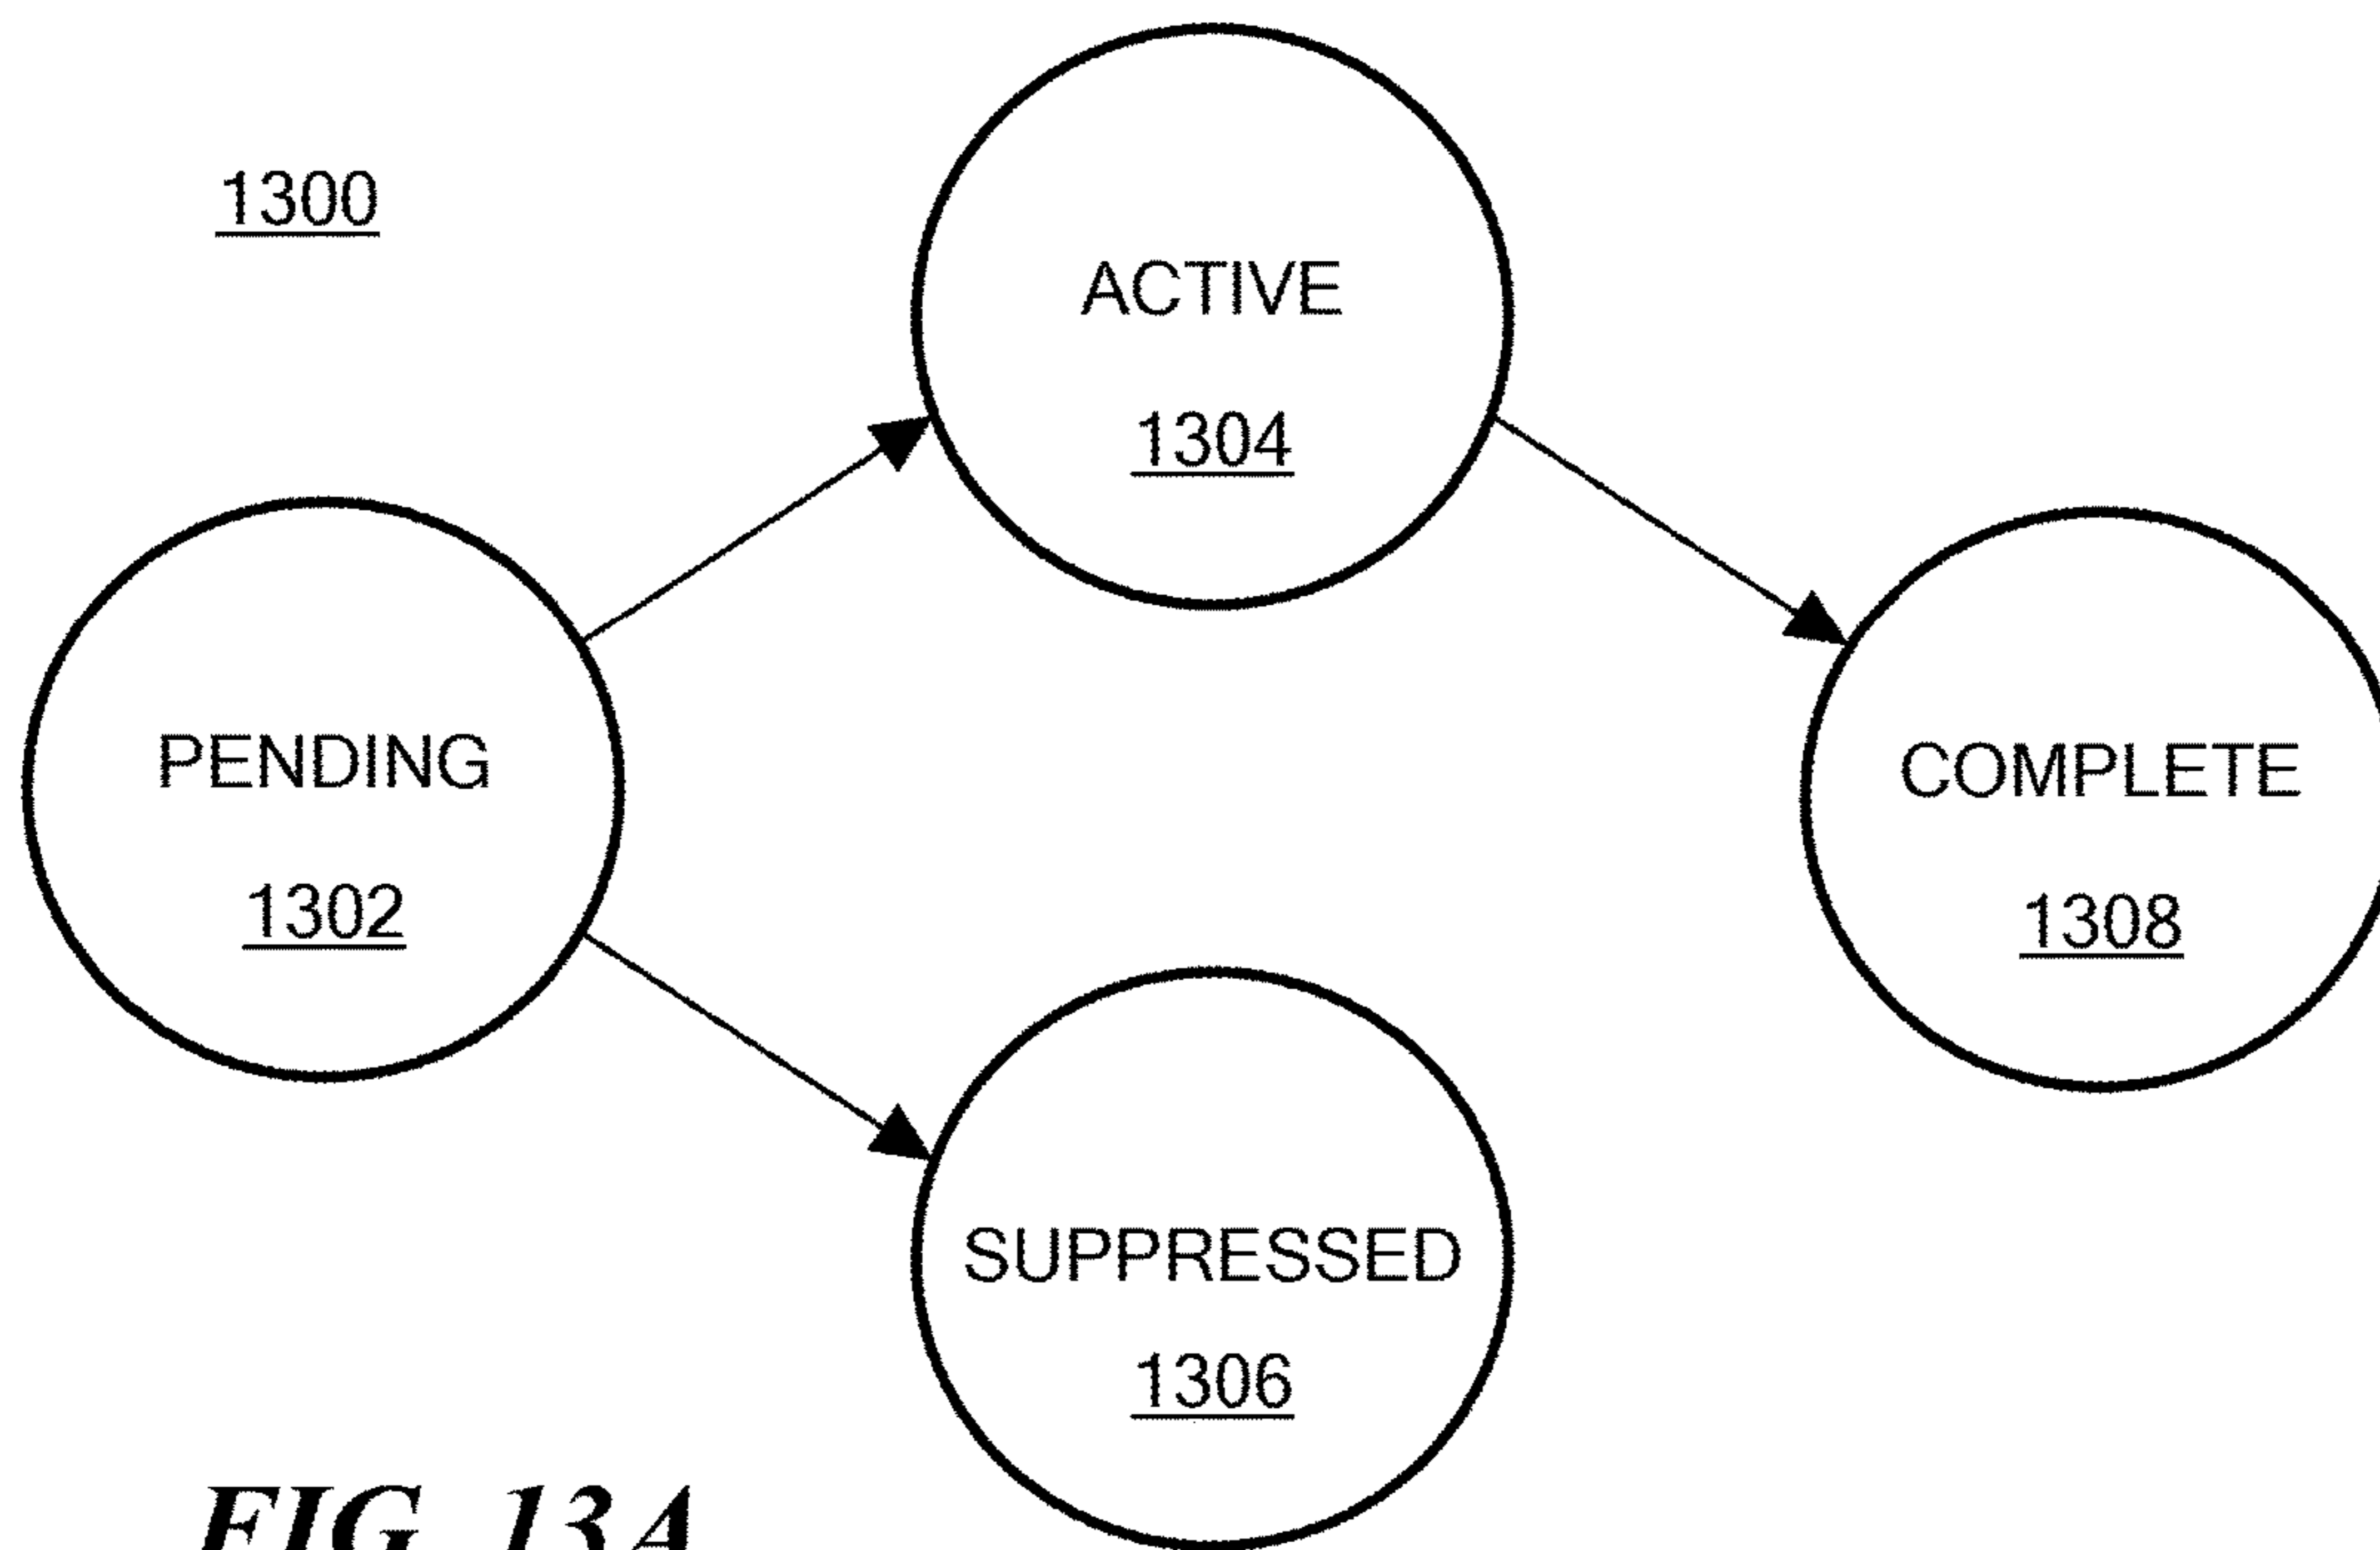 1300
ACTIVE
1304
PENDING
1302
COMPLETE
1308
SUPPRESSED
1306
FIG. 13A